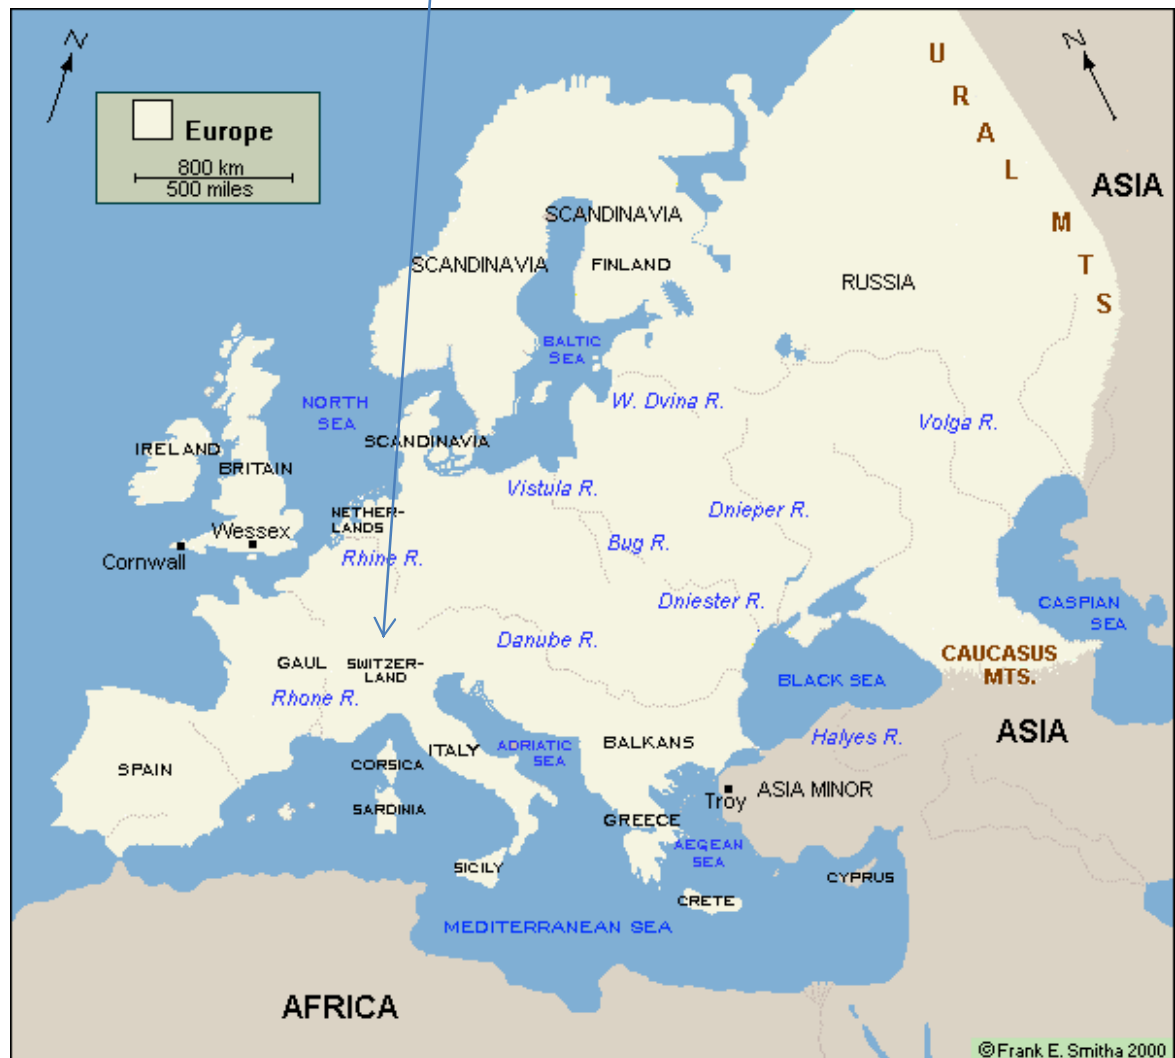 N
N
Europe
800 km
500 miles
U
R
A
L
M
T
S
ASIA
SCANDINAVIA
SCANDINAVIA
FINLAND
RUSSIA
BALTIC
SEA
W. Dvina R.
NORTH
SEA
Volga R.
SCANDINAVIA
IRELAND
BRITAIN
Vistula R.
NETHER-
LANDS
Dnieper R.
Wessex
Bug R.
Cornwall
Rhine R.
Dniester R.
CASPIAN
SEA
Danube R.
GAUL
SWITZER-
LAND
CAUCASUS
MTS.
BLACK SEA
Rhone R.
Halyes R.
ASIA
ITALY
ADRIATIC
SEA
BALKANS
SPAIN
CORSICA
Troy
ASIA MINOR
SARDINIA
GREECE
AEGEAN
SEA
SICILY
CYPRUS
CRETE
MEDITERRANEAN SEA
AFRICA
©Frank E. Smitha 2000